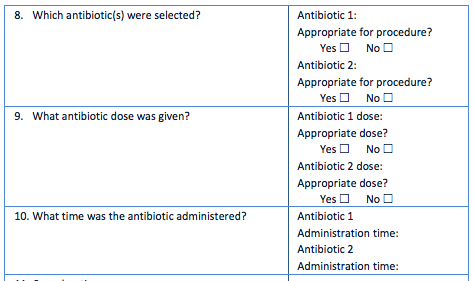 8. Which antibiotic(s) were selected?
Antibiotic 1:
Appropriate for procedure?
Yes ☐ No ☐
Antibiotic 2:
Appropriate for procedure?
Yes ☐ No ☐
9. What antibiotic dose was given?
Antibiotic 1 dose:
Appropriate dose?
Yes ☐ No ☐
Antibiotic 2 dose:
Appropriate dose?
Yes ☐ No ☐
10. What time was the antibiotic administered?
Antibiotic 1
Administration time:
Antibiotic 2
Administration time: